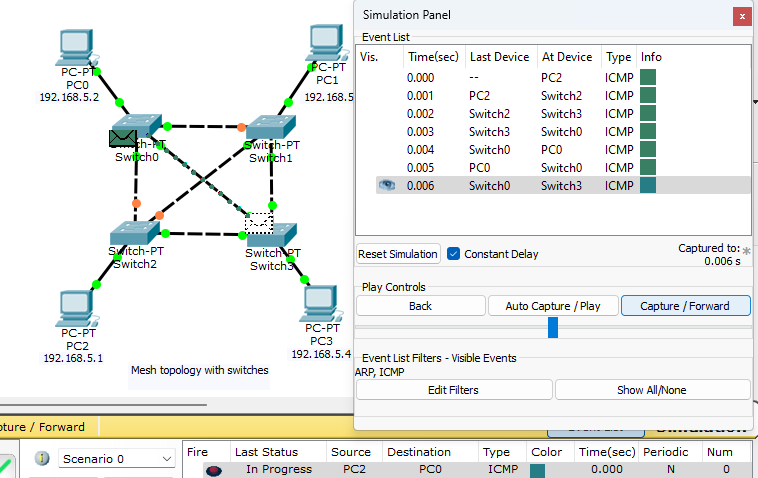 Simulation Panel
x
Event List
Vis. Time(sec) Last Device At Device Type Info
0.000 -- PC2 ICMP
0.001 PC2 Switch2 ICMP
0.002 Switch2 Switch3 ICMP
0.003 Switch3 Switch0 ICMP
0.004 Switch0 PC0 ICMP
0.005 PC0 Switch0 ICMP
0.006 Switch0 Switch3 ICMP
Reset Simulation Constant Delay Captured to: *
0.006 s
Play Controls
Back Auto Capture / Play Capture / Forward
Event List Filters - Visible Events
ARP, ICMP
Edit Filters Show All/None
PC-PT
PC0
192.168.5.2
PC-PT
PC1
192.168.5
Switch-PT
Switch0
Switch-PT
Switch1
Switch-PT
Switch2
Switch-PT
Switch3
PC-PT
PC2
192.168.5.1
PC-PT
PC3
192.168.5.4
Mesh topology with switches
pture / Forward Event List Simulation
Scenario 0
Fire Last Status Source Destination Type Color Time(sec) Periodic Num
In Progress PC2 PC0 ICMP 0.000 N 0